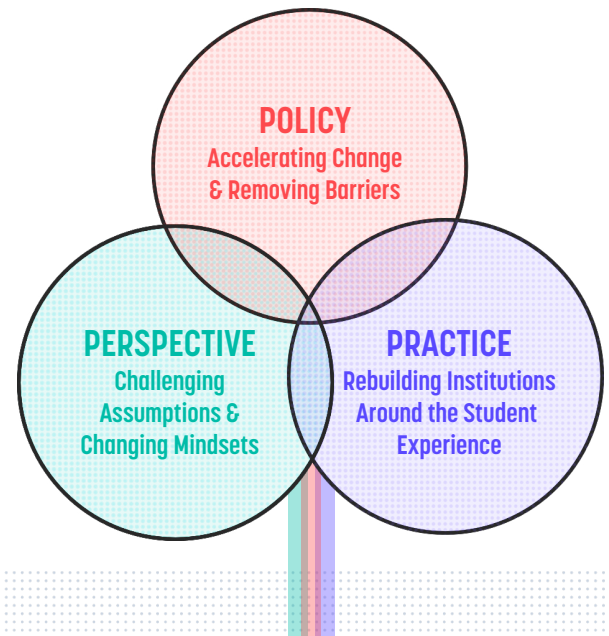 POLICY
Accelerating Change
& Removing Barriers
PERSPECTIVE
Challenging
Assumptions &
Changing Mindsets
PRACTICE
Rebuilding Institutions
Around the Student
Experience